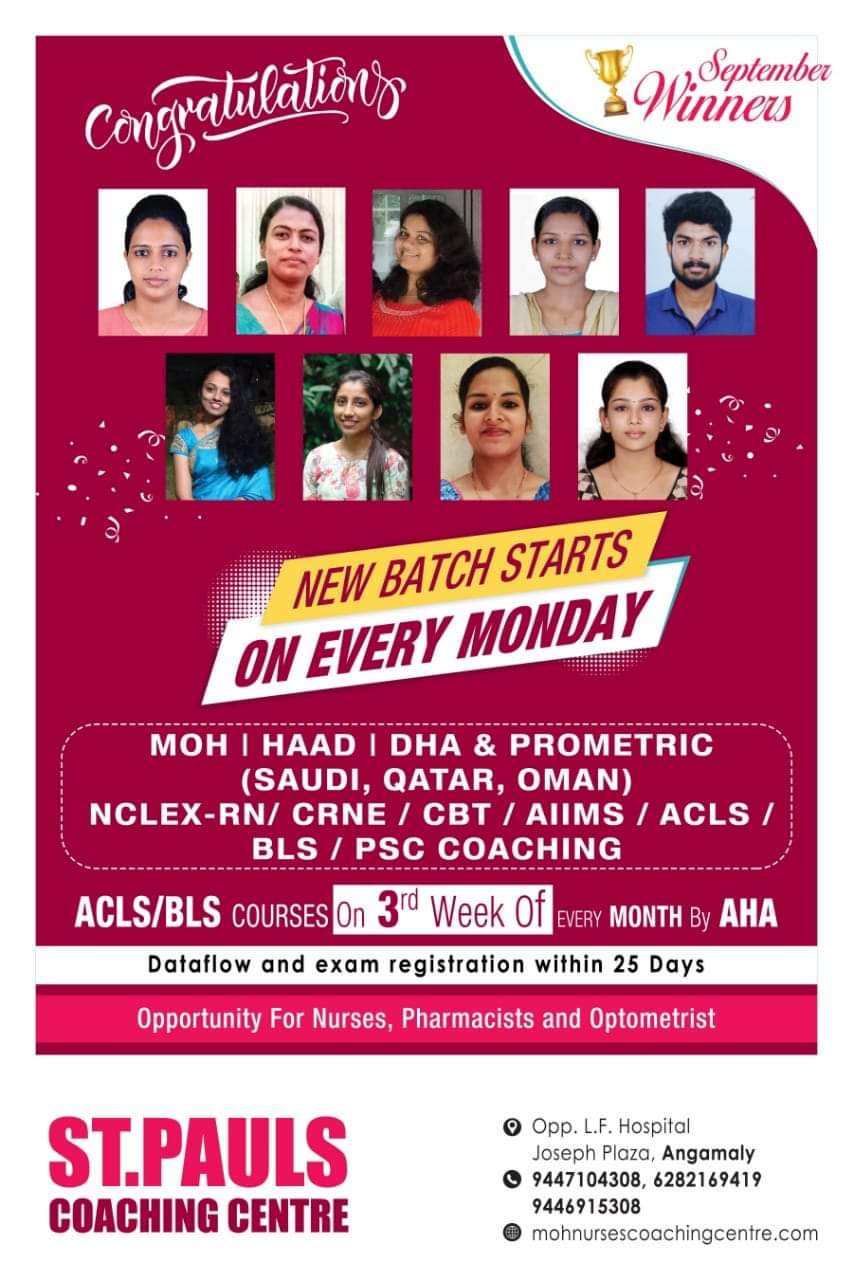 Congratulations
September
Winners
NEW BATCH STARTS
ON EVERY MONDAY
MOH | HAAD | DHA & PROMETRIC
(SAUDI, QATAR, OMAN)
NCLEX-RN/ CRNE / CBT / AIIMS / ACLS /
BLS / PSC COACHING
ACLS/BLS COURSES On 3rd Week Of EVERY MONTH By AHA
Dataflow and exam registration within 25 Days
Opportunity For Nurses, Pharmacists and Optometrist
ST.PAULS
COACHING CENTRE
Opp. L.F. Hospital
Joseph Plaza, Angamaly
9447104308, 6282169419
9446915308
mohnursescoachingcentre.com